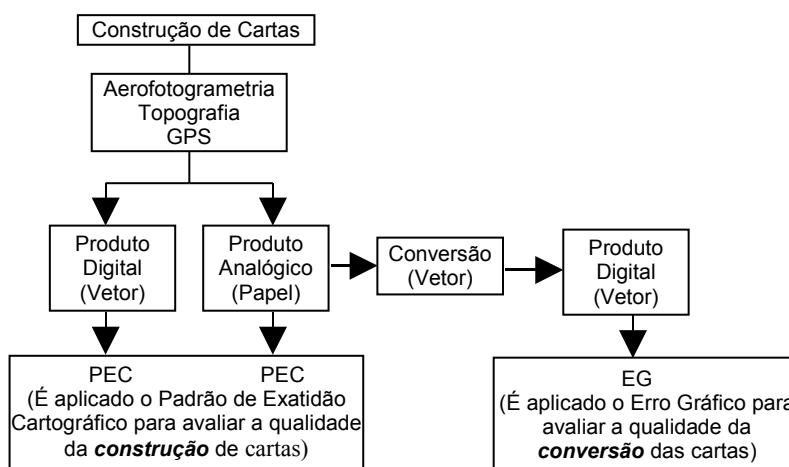 Construção de Cartas
Aerofotogrametria
Topografia
GPS
Produto
Digital
(Vetor)
Produto
Analógico
(Papel)
Conversão
(Vetor)
Produto
Digital
(Vetor)
PEC PEC
(É aplicado o Padrão de Exatidão
Cartográfico para avaliar a qualidade
da construção de cartas)
EG
(É aplicado o Erro Gráfico para
avaliar a qualidade da
conversão das cartas)